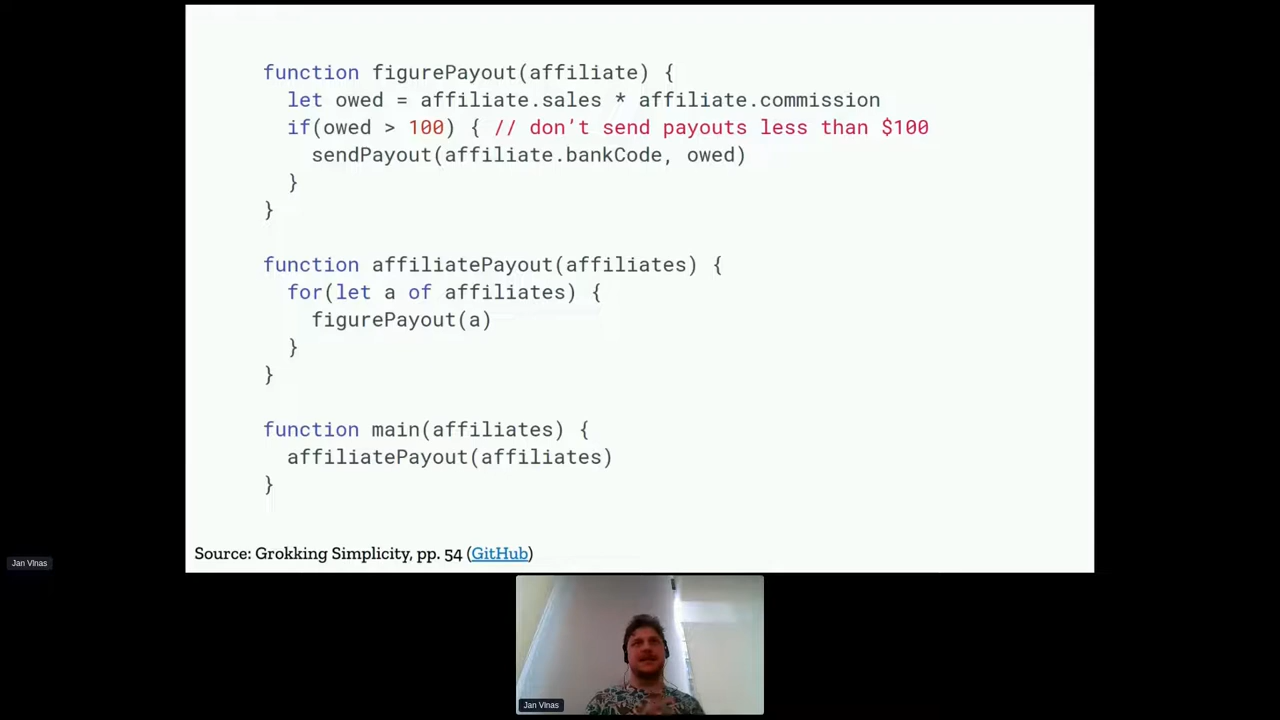 function figurePayout(affiliate) {
  let owed = affiliate.sales * affiliate.commission
  if(owed > 100) { // don’t send payouts less than $100
    sendPayout(affiliate.bankCode, owed)
  }
}
function affiliatePayout(affiliates) {
  for(let a of affiliates) {
    figurePayout(a)
  }
}
function main(affiliates) {
  affiliatePayout(affiliates)
}
Source: Grokking Simplicity, pp. 54 (GitHub)
Jan Vlnas
Jan Vlnas